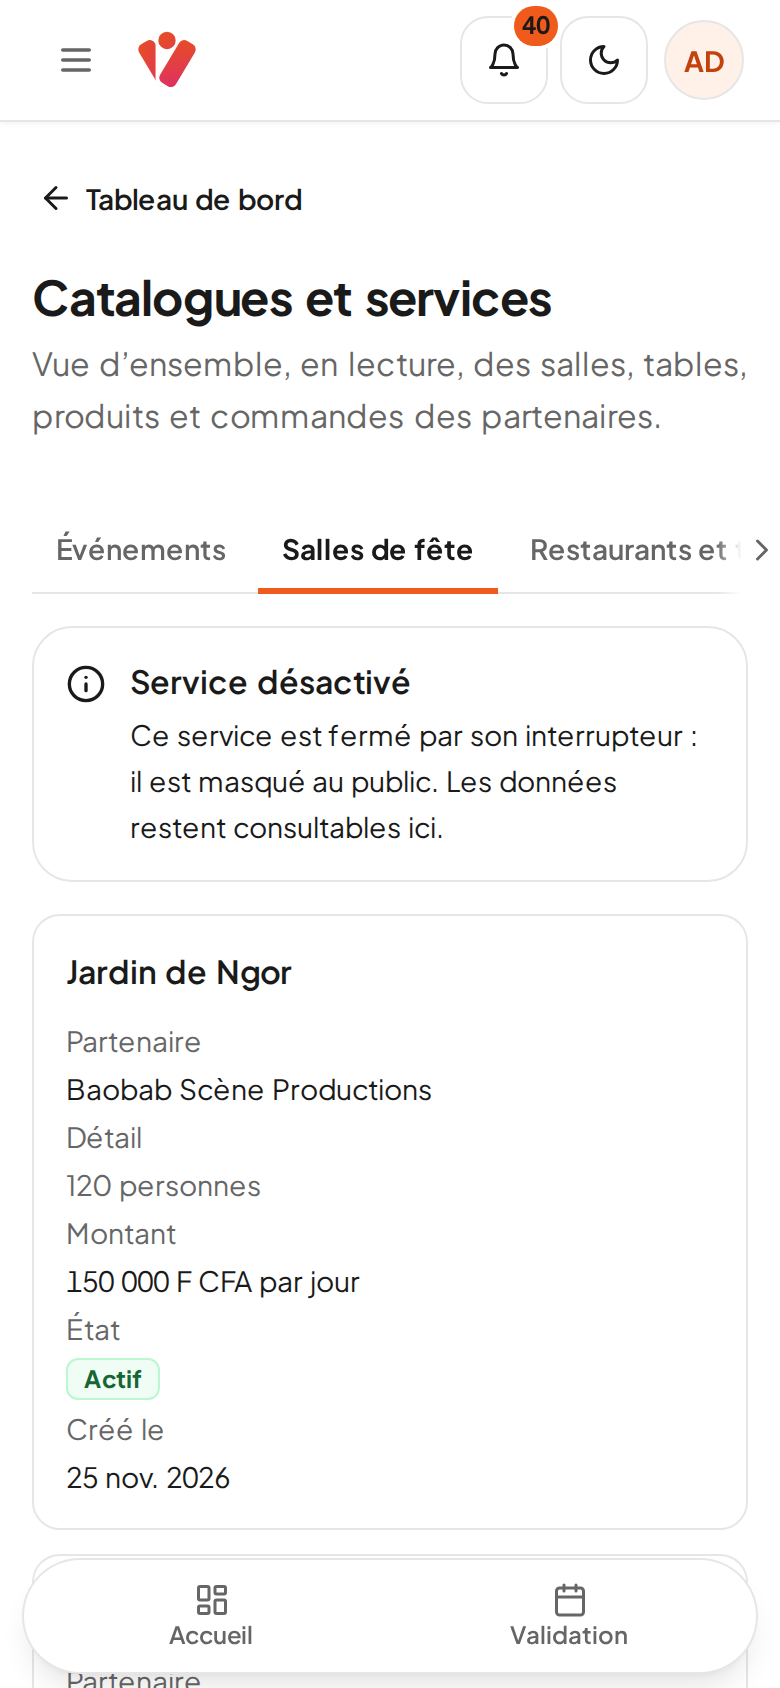 40
AD
Tableau de bord
Catalogues et services
Vue d’ensemble, en lecture, des salles, tables,
produits et commandes des partenaires.
Événements
Salles de fête
Restaurants et
Service désactivé
Ce service est fermé par son interrupteur :
il est masqué au public. Les données
restent consultables ici.
Jardin de Ngor
Partenaire
Baobab Scène Productions
Détail
120 personnes
Montant
150 000 F CFA par jour
État
Actif
Créé le
25 nov. 2026
Accueil
Validation
Partenaire